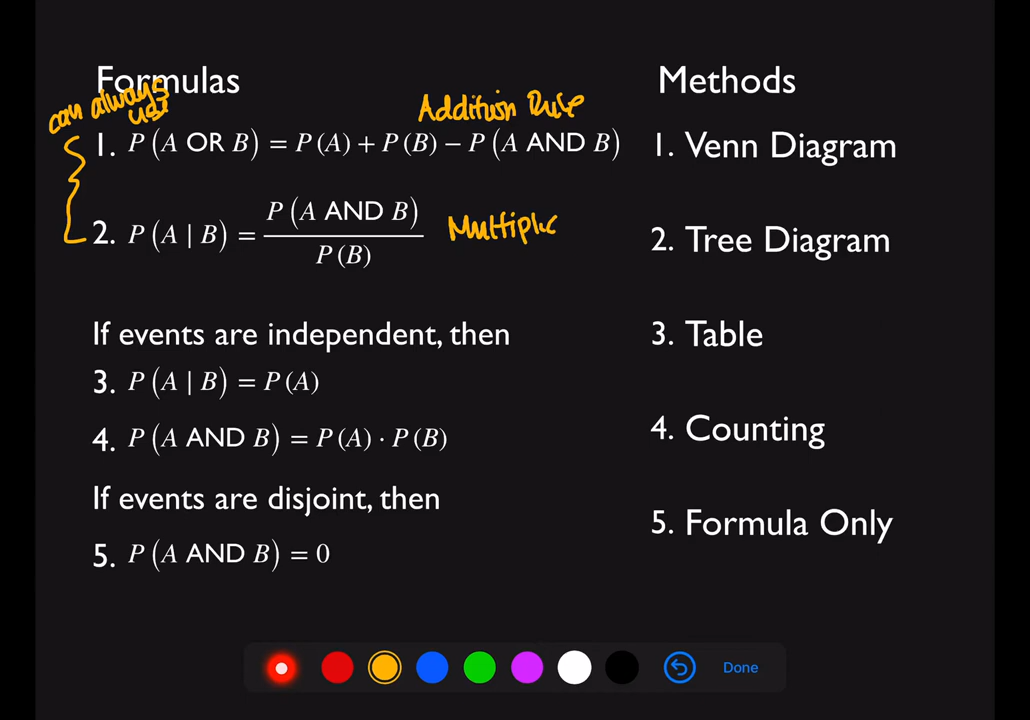 Formulas
can always
use
Addition Rule
1. P(A OR B) = P(A) + P(B) − P(A AND B)
2. P(A | B) = P(A AND B) / P(B)
Multiplic
If events are independent, then
3. P(A | B) = P(A)
4. P(A AND B) = P(A) · P(B)
If events are disjoint, then
5. P(A AND B) = 0
Methods
1. Venn Diagram
2. Tree Diagram
3. Table
4. Counting
5. Formula Only
Done